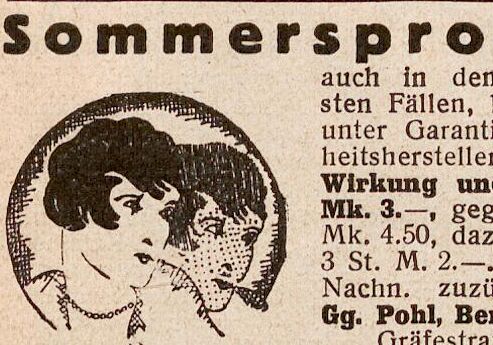 Sommerspro
auch in den
sten Fällen,
unter Garanti
heitshersteller
Wirkung un
Mk. 3.—, geg
Mk. 4.50, daz
3 St. M. 2.—.
Nachn. zuzü
Gg. Pohl, Ber
Gräfestra